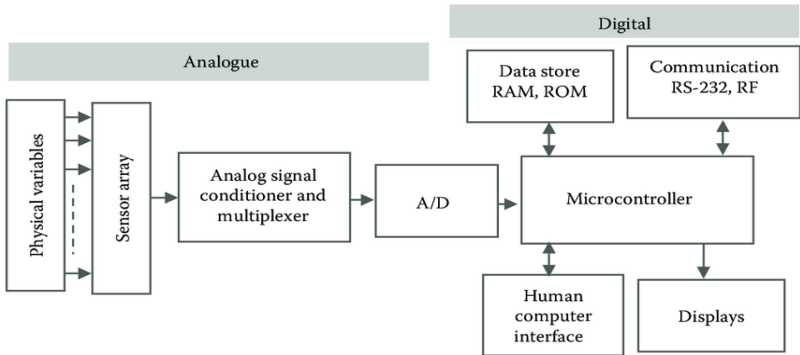 Digital
Analogue
Data store
RAM, ROM
Communication
RS-232, RF
Physical variables
Sensor array
Analog signal
conditioner and
multiplexer
A/D
Microcontroller
Human
computer
interface
Displays